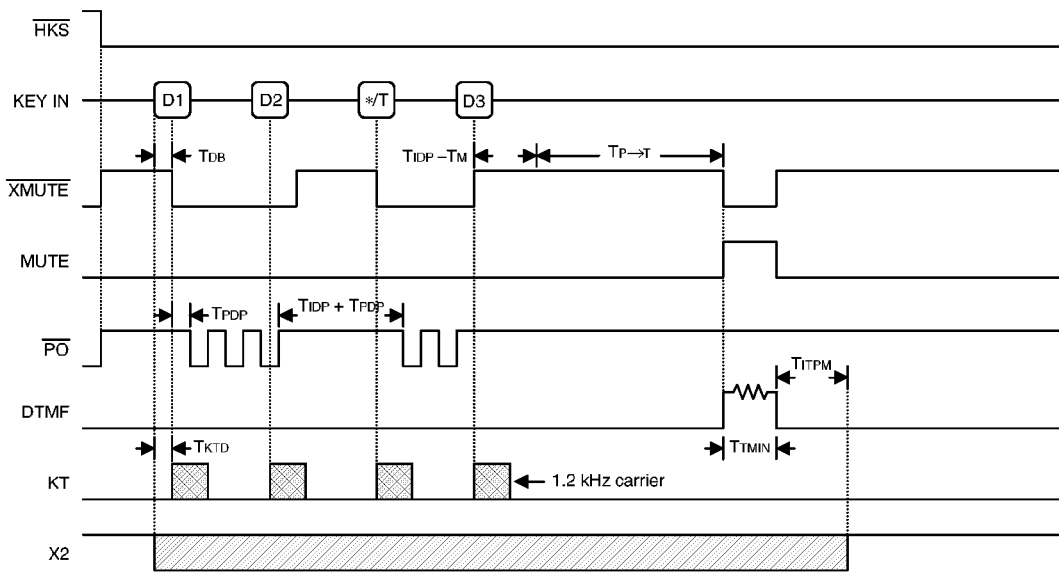 HKS
KEY IN D1 D2 */T D3
TDB TIDP –TM TP→T
XMUTE
MUTE
TPDP TIDP + TPDP
PO
TITPM
DTMF
TKTD TTMIN
KT 1.2 kHz carrier
X2